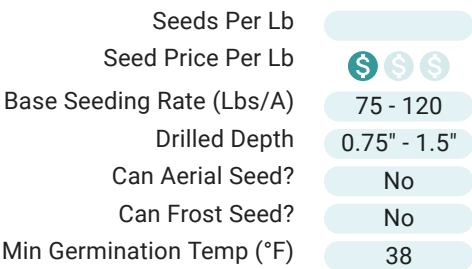 Seeds Per Lb
Seed Price Per Lb $ $ $
Base Seeding Rate (Lbs/A) 75 - 120
Drilled Depth 0.75" - 1.5"
Can Aerial Seed? No
Can Frost Seed? No
Min Germination Temp (°F) 38